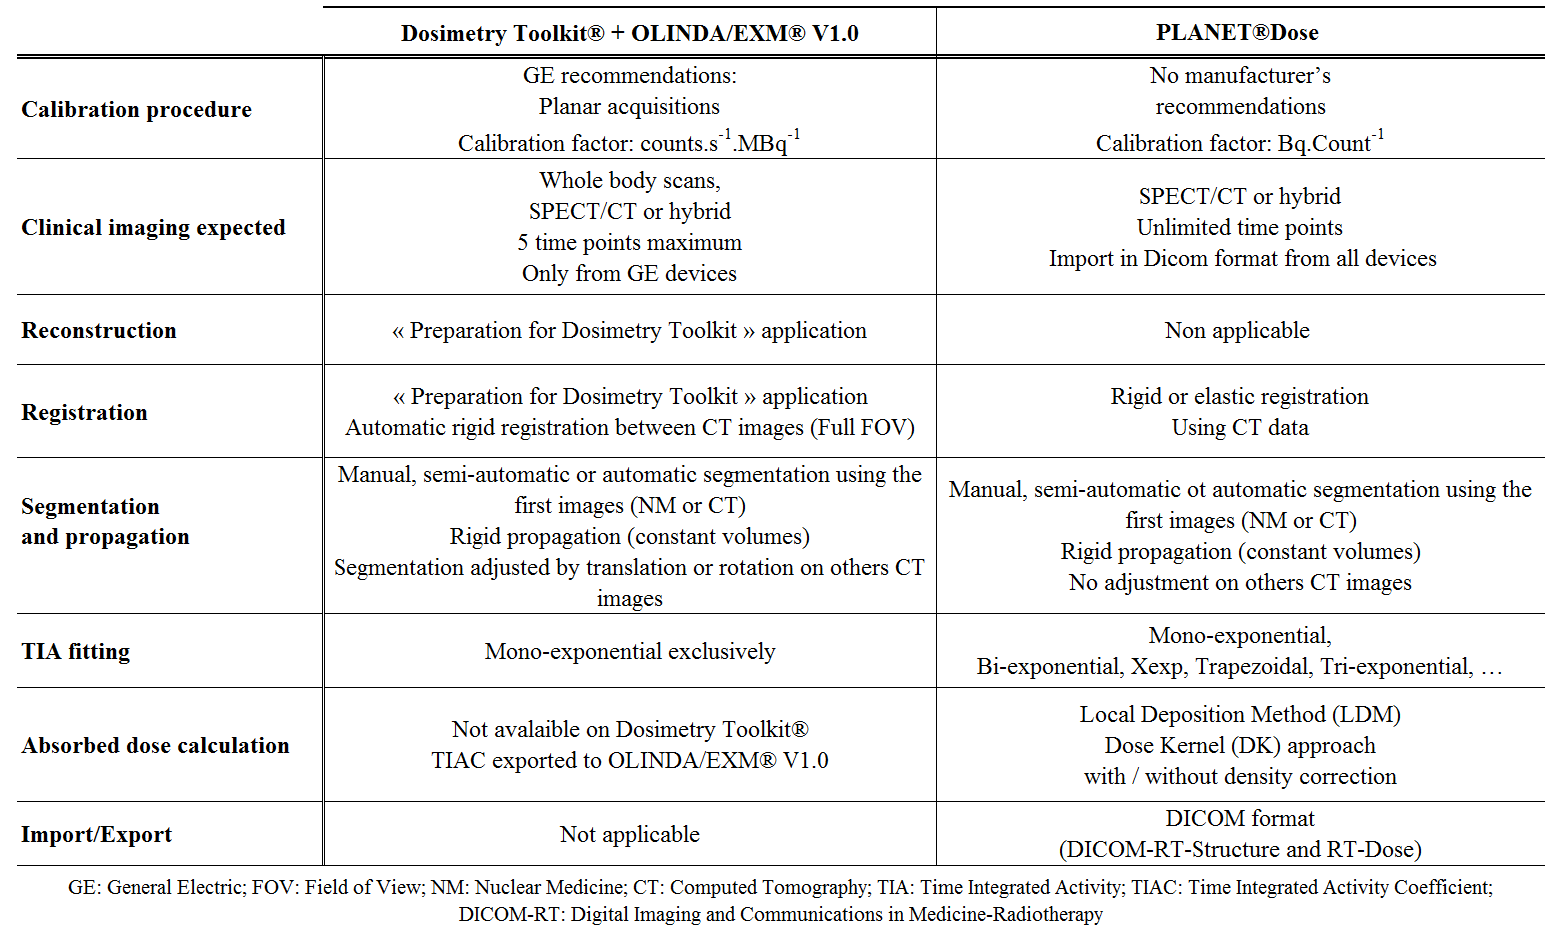 Dosimetry Toolkit® + OLINDA/EXM® V1.0
PLANET®Dose
Calibration procedure
GE recommendations:
Planar acquisitions
Calibration factor: counts.s-1.MBq-1
No manufacturer’s
recommendations
Calibration factor: Bq.Count-1
Clinical imaging expected
Whole body scans,
SPECT/CT or hybrid
5 time points maximum
Only from GE devices
SPECT/CT or hybrid
Unlimited time points
Import in Dicom format from all devices
Reconstruction
« Preparation for Dosimetry Toolkit » application
Non applicable
Registration
« Preparation for Dosimetry Toolkit » application
Automatic rigid registration between CT images (Full FOV)
Rigid or elastic registration
Using CT data
Segmentation
and propagation
Manual, semi-automatic or automatic segmentation using the
first images (NM or CT)
Rigid propagation (constant volumes)
Segmentation adjusted by translation or rotation on others CT
images
Manual, semi-automatic ot automatic segmentation using the
first images (NM or CT)
Rigid propagation (constant volumes)
No adjustment on others CT images
TIA fitting
Mono-exponential exclusively
Mono-exponential,
Bi-exponential, Xexp, Trapezoidal, Tri-exponential, …
Absorbed dose calculation
Not avalaible on Dosimetry Toolkit®
TIAC exported to OLINDA/EXM® V1.0
Local Deposition Method (LDM)
Dose Kernel (DK) approach
with / without density correction
Import/Export
Not applicable
DICOM format
(DICOM-RT-Structure and RT-Dose)
GE: General Electric; FOV: Field of View; NM: Nuclear Medicine; CT: Computed Tomography; TIA: Time Integrated Activity; TIAC: Time Integrated Activity Coefficient;
DICOM-RT: Digital Imaging and Communications in Medicine-Radiotherapy